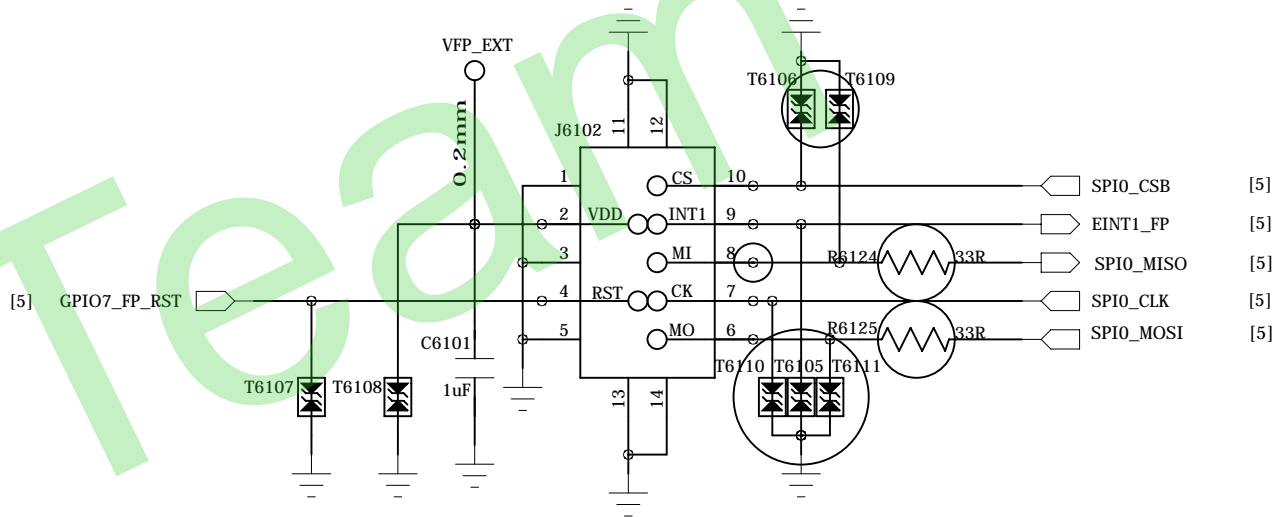 VFP_EXT
0.2mm
J6102
11
12
T6106
T6109
1
10
CS
SPI0_CSB
[5]
2
VDD
INT1
9
EINT1_FP
[5]
3
MI
8
R6124
33R
SPI0_MISO
[5]
[5]
GPIO7_FP_RST
4
RST
CK
7
SPI0_CLK
[5]
5
MO
6
R6125
33R
SPI0_MOSI
[5]
C6101
1uF
T6107
T6108
T6110
T6105
T6111
13
14
Team